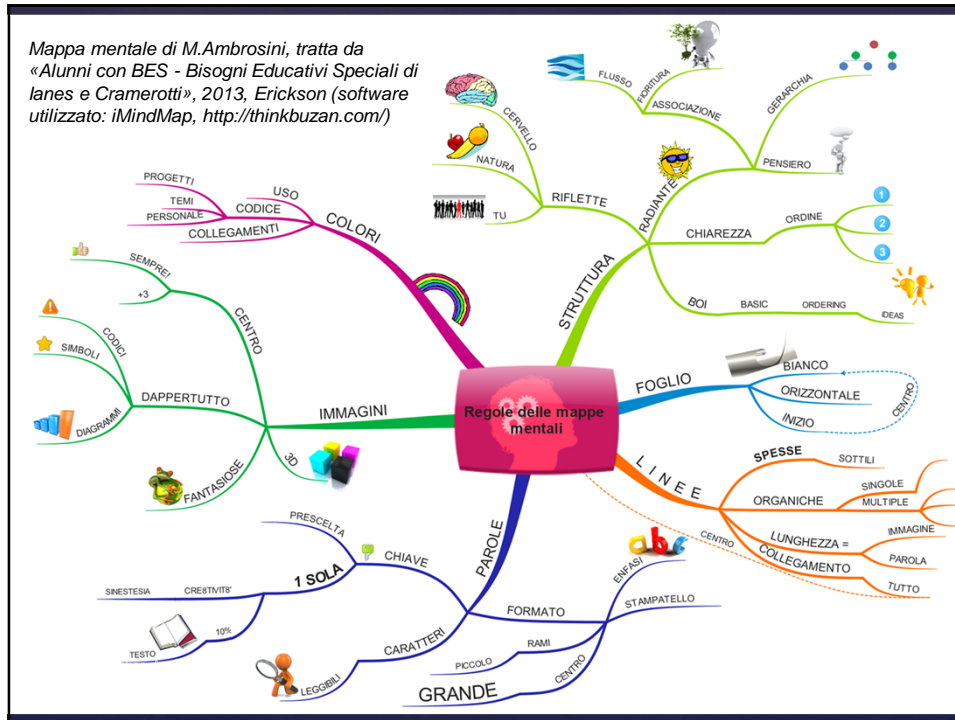 Mappa mentale di M.Ambrosini, tratta da
«Alunni con BES - Bisogni Educativi Speciali di
Ianes e Cramerotti», 2013, Erickson (software
utilizzato: iMindMap, http://thinkbuzan.com/)
Regole delle mappe
mentali
STRUTTURA
RIFLETTE
CERVELLO
NATURA
TU
RADIANTE
ASSOCIAZIONE
FLUSSO
FIORITURA
PENSIERO
GERARCHIA
CHIAREZZA
ORDINE
1
2
3
BOI
BASIC
ORDERING
IDEAS
FOGLIO
BIANCO
ORIZZONTALE
INIZIO
CENTRO
LINEE
SPESSE
SOTTILI
ORGANICHE
SINGOLE
MULTIPLE
LUNGHEZZA =
IMMAGINE
PAROLA
COLLEGAMENTO
TUTTO
CENTRO
PAROLE
FORMATO
ENFASI
abc
STAMPATELLO
RAMI
PICCOLO
CENTRO
GRANDE
CARATTERI
LEGGIBILI
CHIAVE
PRESCELTA
1 SOLA
CRE8TIVIT8'
SINESTESIA
10%
TESTO
IMMAGINI
3D
FANTASIOSE
DAPPERTUTTO
CODICI
SIMBOLI
DIAGRAMMI
CENTRO
SEMPRE!
+3
COLORI
USO
CODICE
PROGETTI
TEMI
PERSONALE
COLLEGAMENTI